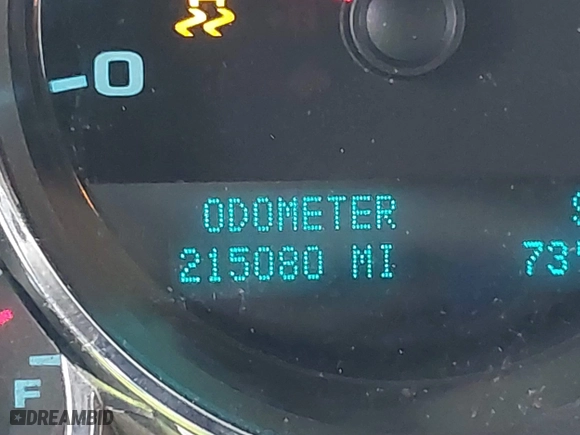 0
ODOMETER S
215080 MI 73°
F
DREAMBID